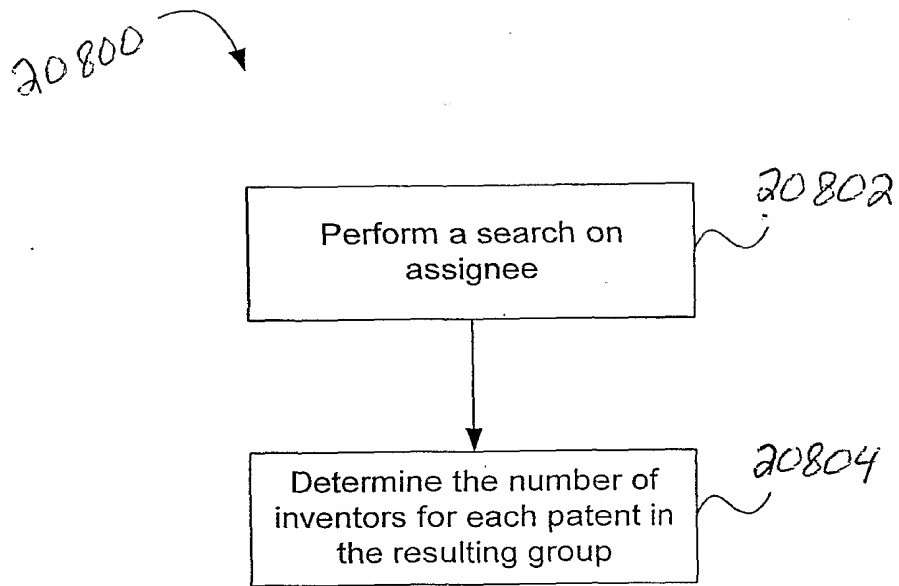 20800
20802
Perform a search on
assignee
20804
Determine the number of
inventors for each patent in
the resulting group